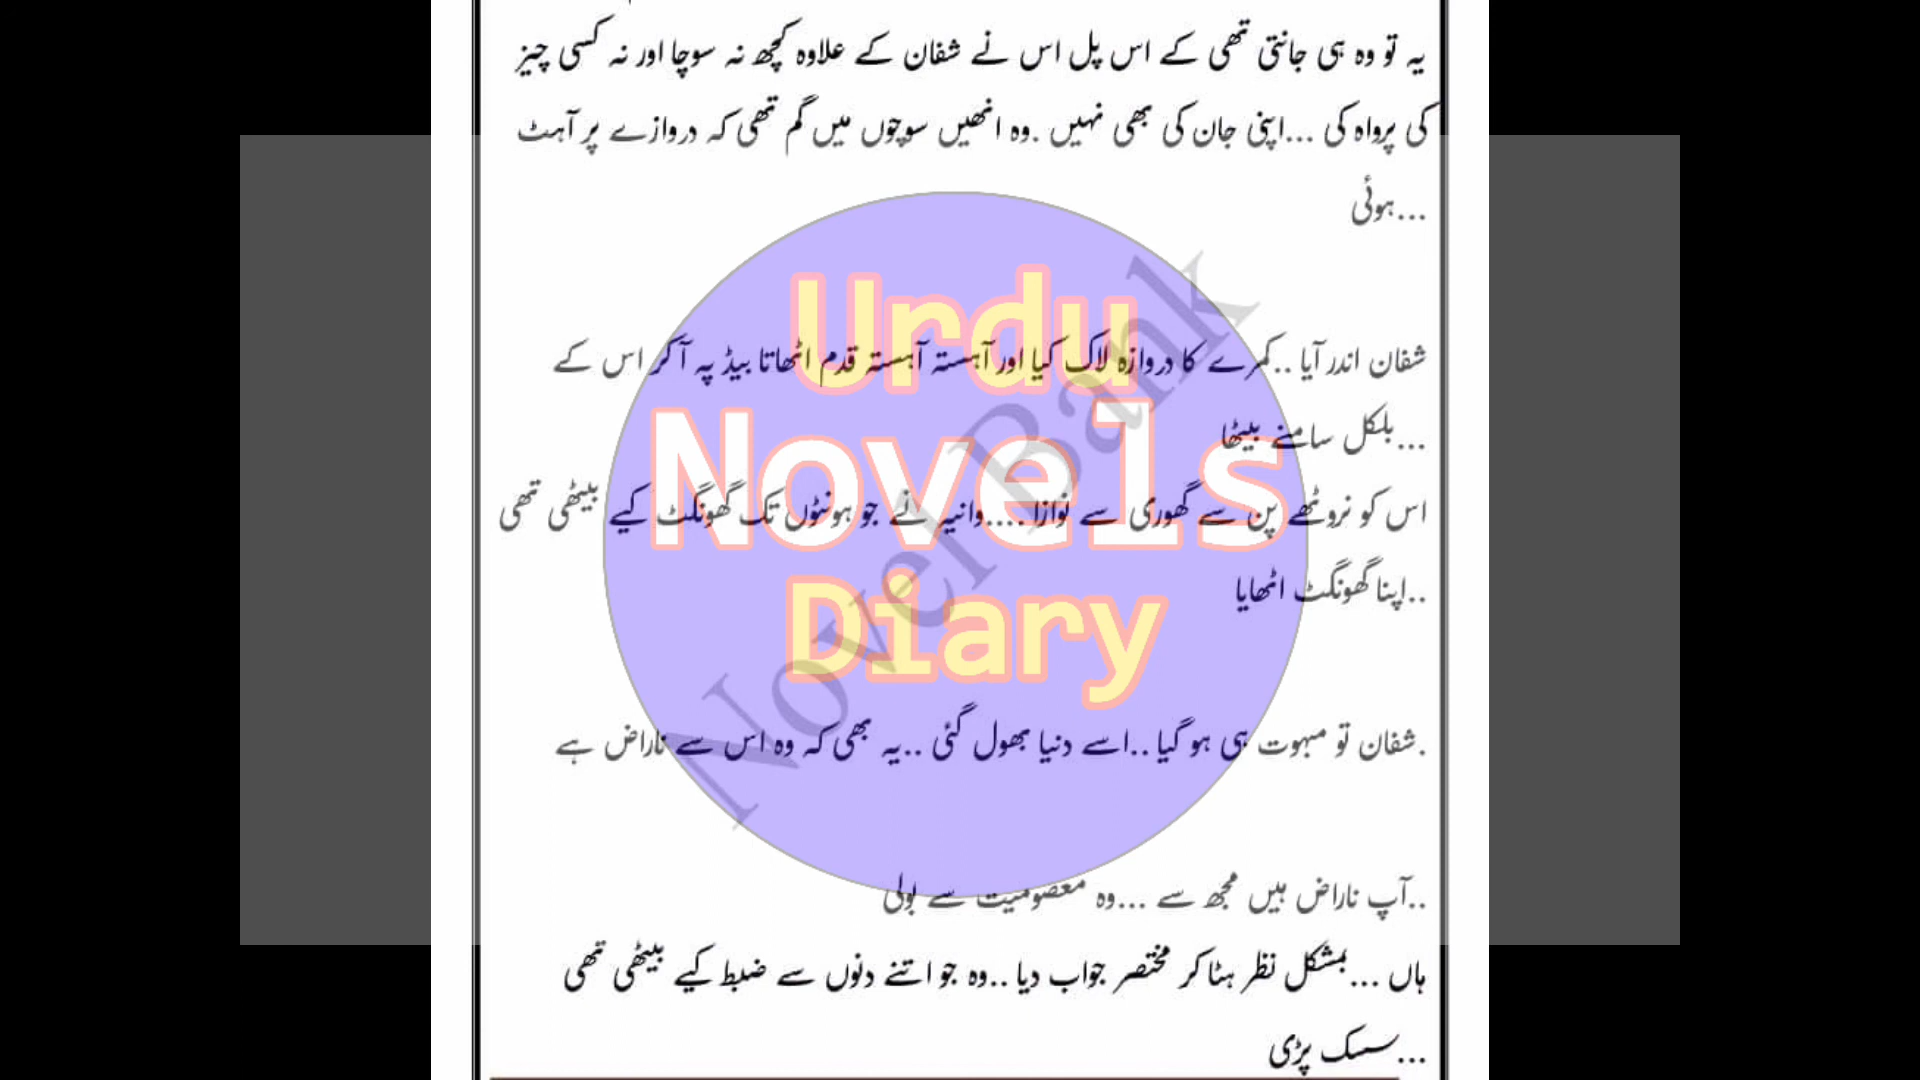 یہ تو وہ ہی جانتی تھی کے اس پل اس نے شفان کے علاوہ کچھ نہ سوچا اور نہ کسی چیز
کی پرواہ کی ...اپنی جان کی بھی نہیں .وہ انھیں سوچوں میں گم تھی کہ دروازے پر آہٹ
...ہوئی
شفان اندر آیا ..کمرے کا دروازہ لاک کیا اور آہستہ آہستہ قدم اٹھاتا بیڈ پہ آ کر اس کے
...بلکل سامنے بیٹھا
اس کو نروٹھے پن سے گھوری سے نوازا ....وانیہ نے جو ہونٹوں تک گھونگٹ کیے بیٹھی تھی
..اپنا گھونگٹ اٹھایا
.شفان تو مبہوت ہی ہو گیا ..اسے دنیا بھول گئی ..یہ بھی کہ وہ اس سے ناراض ہے
..آپ ناراض ہیں مجھ سے ...وہ معصومیت سے بولی
ہاں ...بمشکل نظر ہٹا کر مختصر جواب دیا ..وہ جو اتنے دنوں سے ضبط کیے بیٹھی تھی
...سسک پڑی
Urdu
Novels
Diary
Novel Bank